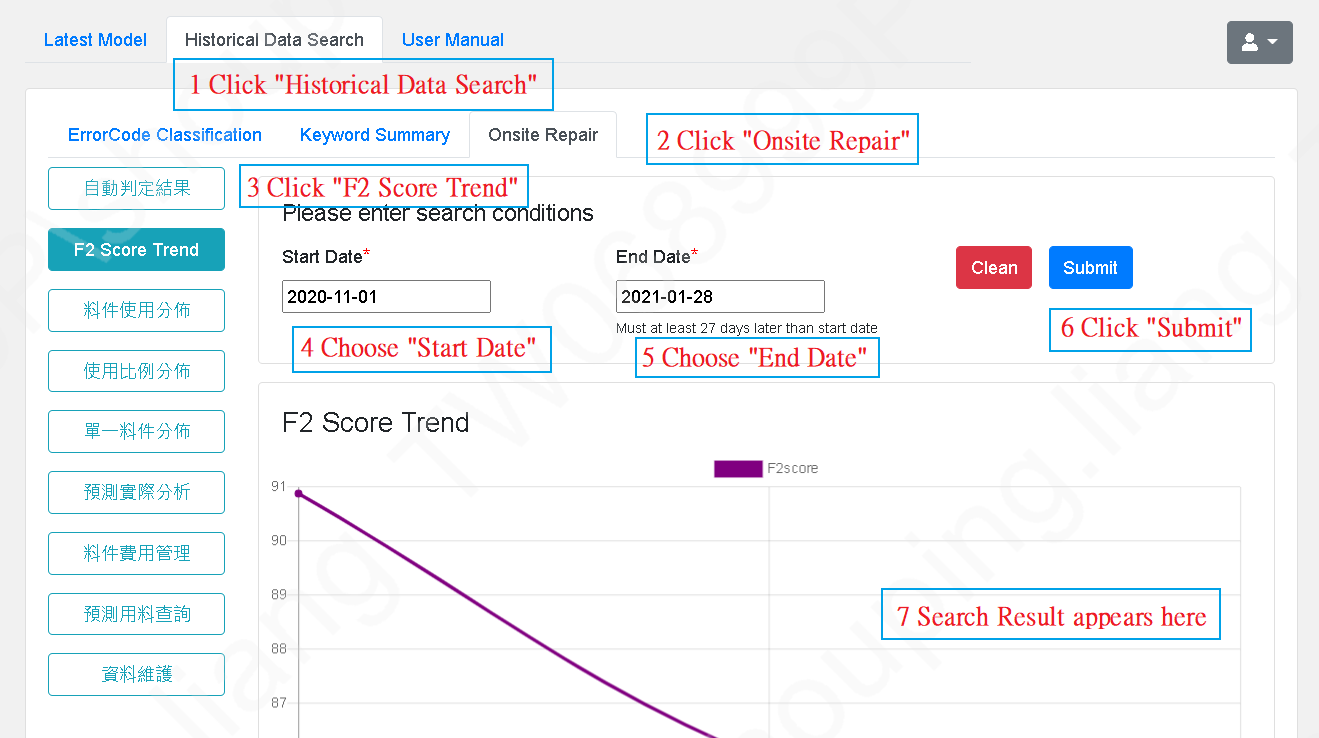 Latest Model
Historical Data Search
User Manual
1 Click "Historical Data Search"
ErrorCode Classification
Keyword Summary
Onsite Repair
2 Click "Onsite Repair"
自動判定結果
3 Click "F2 Score Trend"
Please enter search conditions
F2 Score Trend
Start Date*
End Date*
Clean
Submit
2020-11-01
2021-01-28
料件使用分佈
Must at least 27 days later than start date
4 Choose "Start Date"
5 Choose "End Date"
6 Click "Submit"
使用比例分佈
單一料件分佈
預測實際分析
料件費用管理
預測用料查詢
資料維護
F2 Score Trend
F2score
91
90
89
88
87
7 Search Result appears here